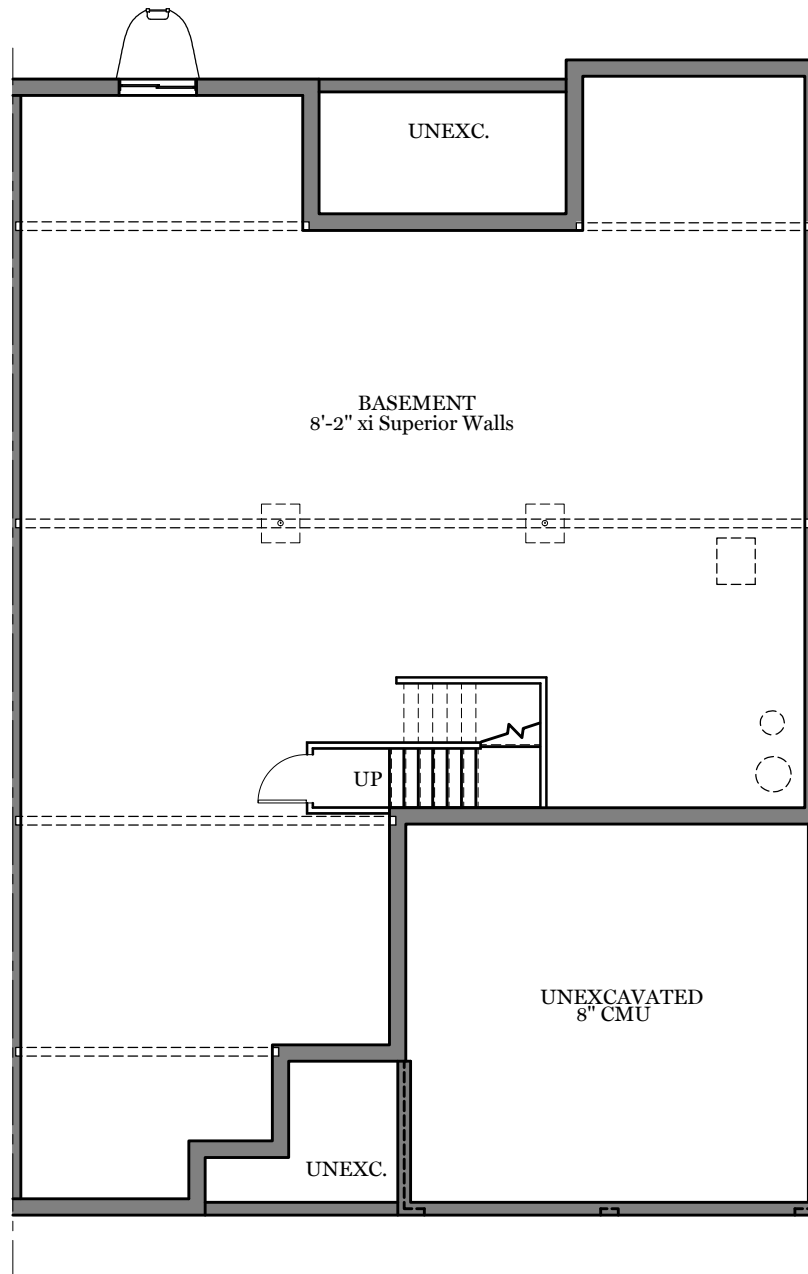 UNEXC.
BASEMENT
8'-2" xi Superior Walls
UP
UNEXCAVATED
8" CMU
UNEXC.